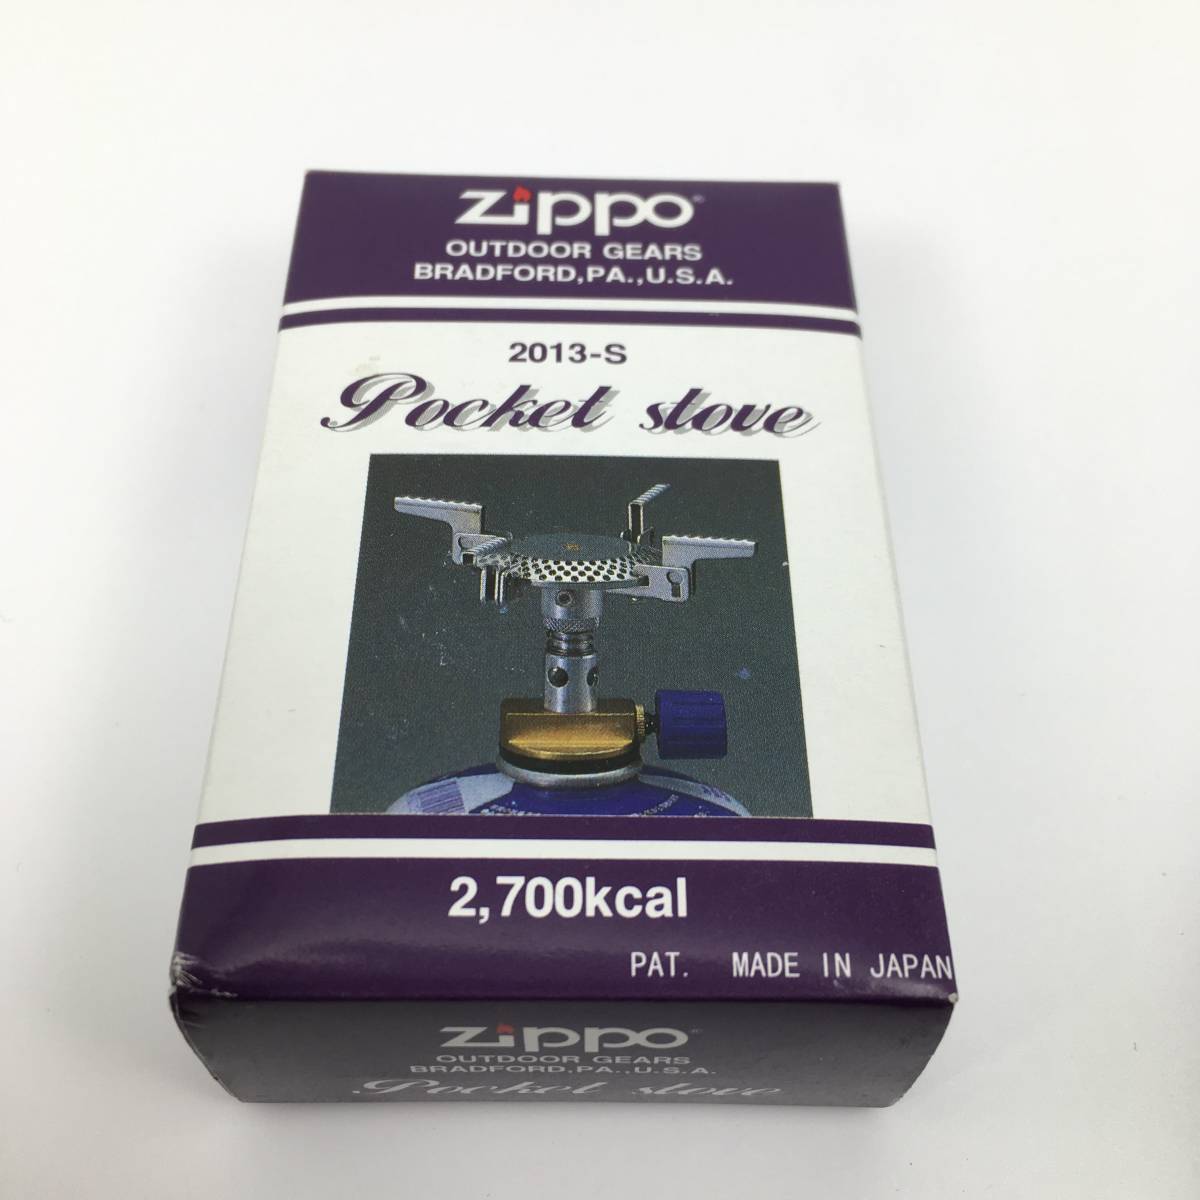 Zippo®
OUTDOOR GEARS
BRADFORD,PA.,U.S.A.
2013-S
Pocket stove
2,700kcal
PAT. MADE IN JAPAN
Zippo®
OUTDOOR GEARS
BRADFORD,PA.,U.S.A.
Pocket stove